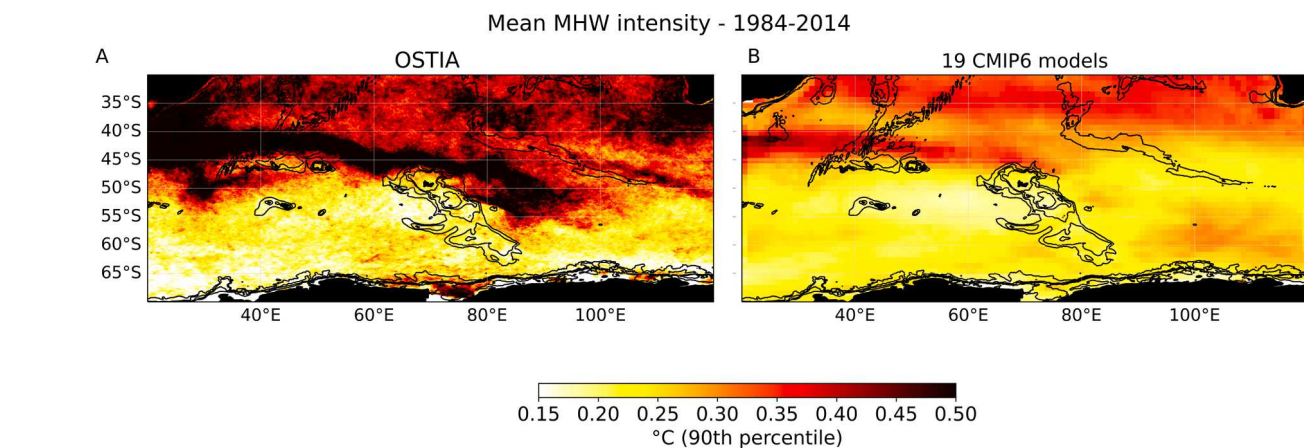 Mean MHW intensity - 1984-2014
A
OSTIA
B
19 CMIP6 models
35°S
40°S
45°S
50°S
55°S
60°S
65°S
40°E 60°E 80°E 100°E
40°E 60°E 80°E 100°E
0.15 0.20 0.25 0.30 0.35 0.40 0.45 0.50
°C (90th percentile)